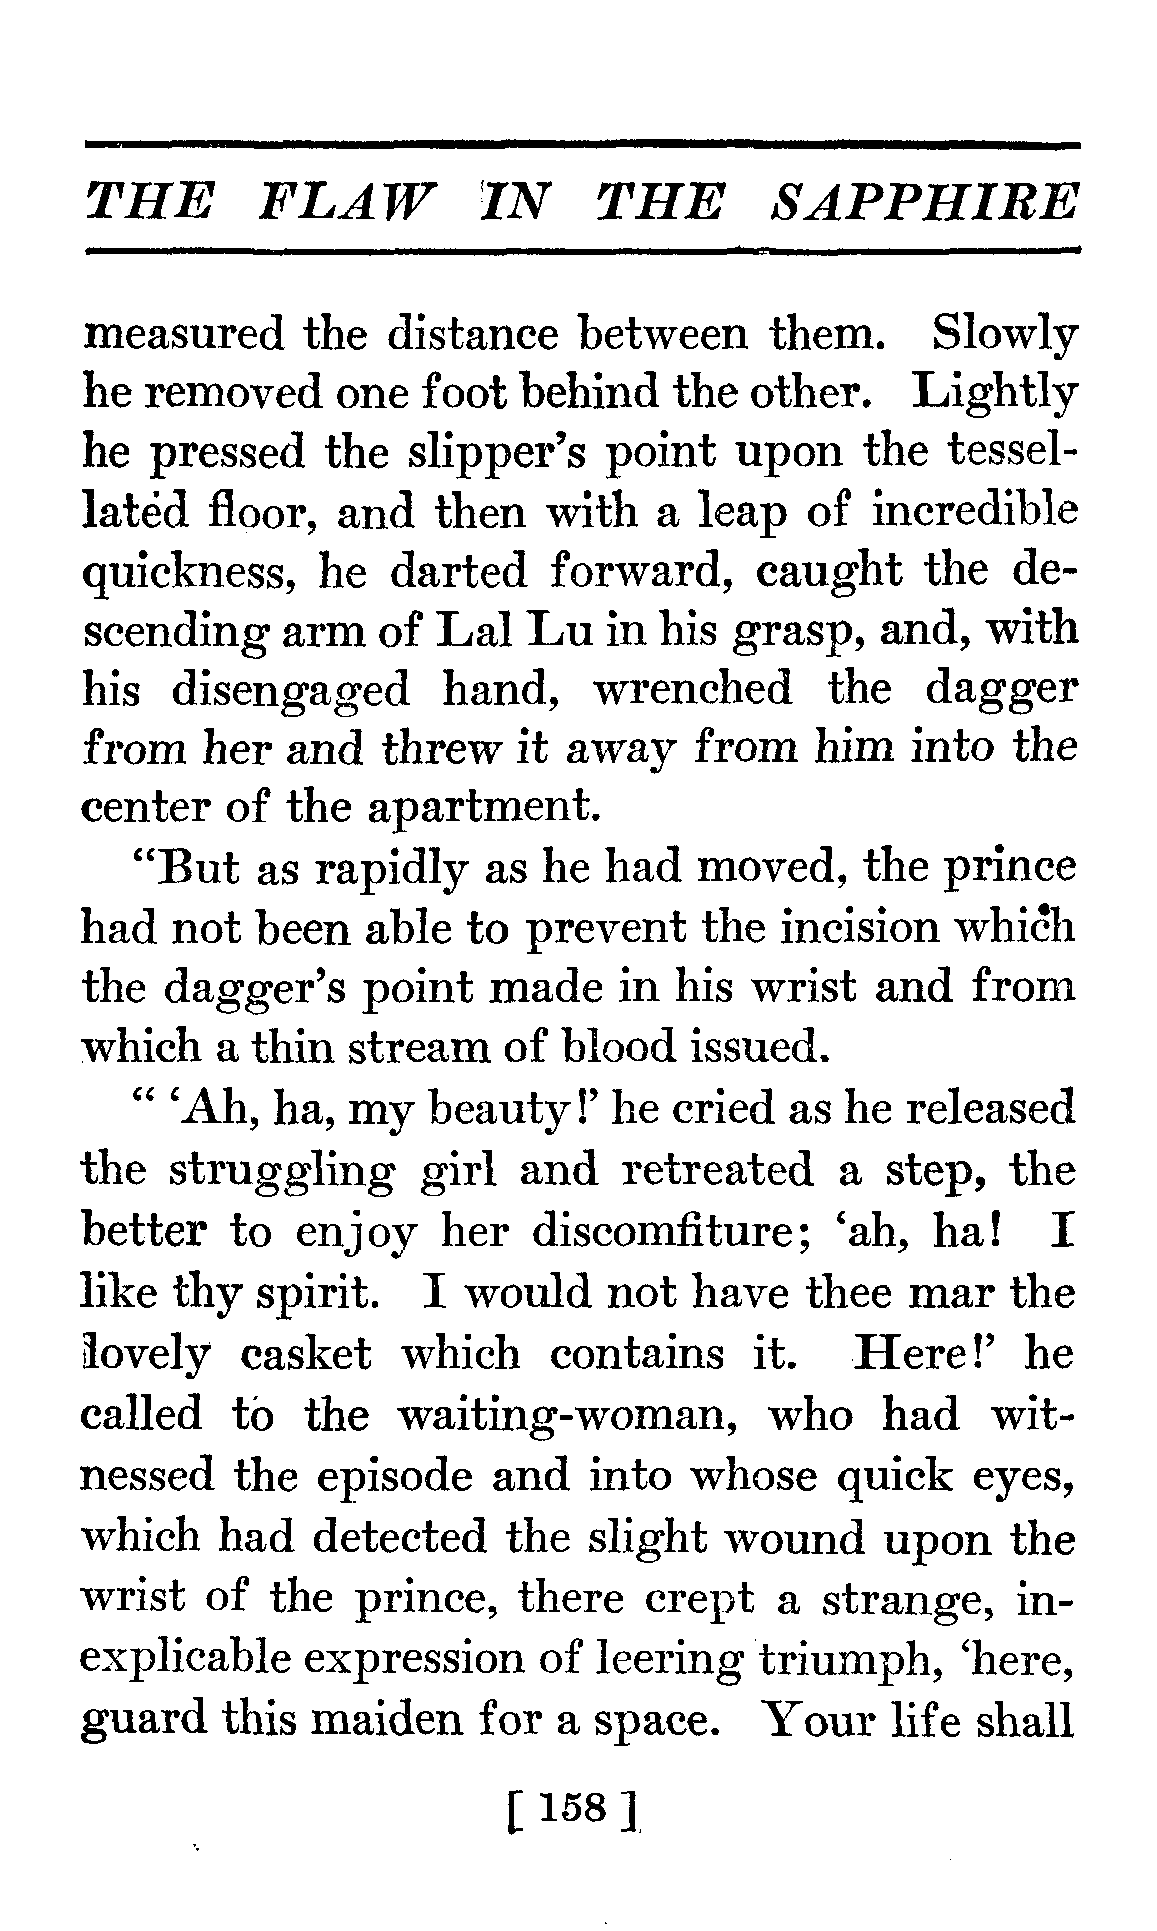 THE FLAW IN THE SAPPHIRE
measured the distance between them. Slowly
he removed one foot behind the other. Lightly
he pressed the slipper's point upon the tessel-
lated floor, and then with a leap of incredible
quickness, he darted forward, caught the de-
scending arm of Lal Lu in his grasp, and, with
his disengaged hand, wrenched the dagger
from her and threw it away from him into the
center of the apartment.
"But as rapidly as he had moved, the prince
had not been able to prevent the incision which
the dagger's point made in his wrist and from
which a thin stream of blood issued.
" 'Ah, ha, my beauty!' he cried as he released
the struggling girl and retreated a step, the
better to enjoy her discomfiture; 'ah, ha! I
like thy spirit. I would not have thee mar the
lovely casket which contains it. Here!' he
called to the waiting-woman, who had wit-
nessed the episode and into whose quick eyes,
which had detected the slight wound upon the
wrist of the prince, there crept a strange, in-
explicable expression of leering triumph, 'here,
guard this maiden for a space. Your life shall
[ 158 ]